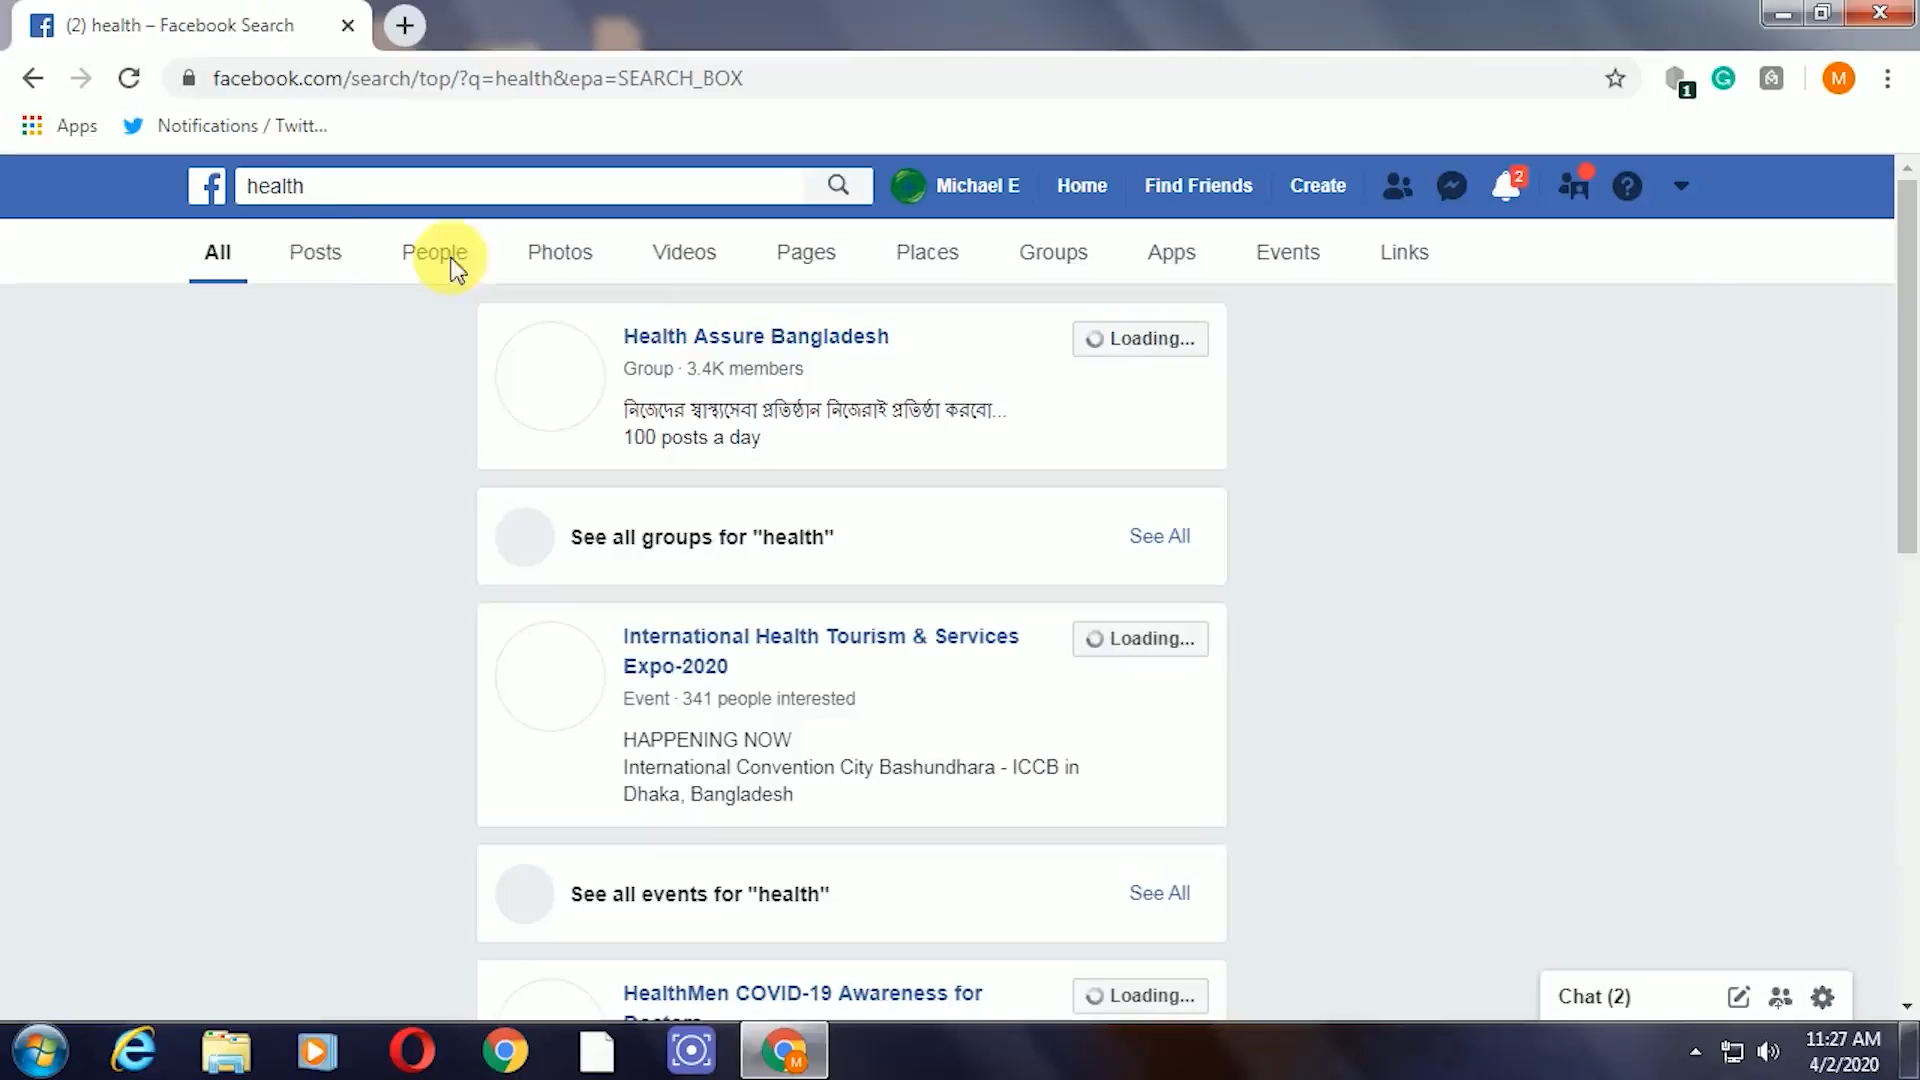 (2) health – Facebook Search
facebook.com/search/top/?q=health&epa=SEARCH_BOX
1
G
M
Apps
Notifications / Twitt...
health
Michael E
Home
Find Friends
Create
2
?
All
Posts
People
Photos
Videos
Pages
Places
Groups
Apps
Events
Links
Health Assure Bangladesh
Loading...
Group · 3.4K members
নিজেদের স্বাস্থ্যসেবা প্রতিষ্ঠান নিজেরাই প্রতিষ্ঠা করবো...
100 posts a day
See all groups for "health"
See All
International Health Tourism & Services
Expo-2020
Loading...
Event · 341 people interested
HAPPENING NOW
International Convention City Bashundhara - ICCB in
Dhaka, Bangladesh
See all events for "health"
See All
HealthMen COVID-19 Awareness for
Loading...
Chat (2)
M
11:27 AM
4/2/2020